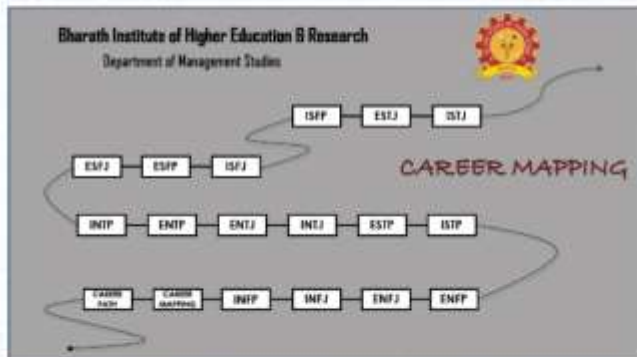 Bharath Institute of Higher Education & Research
Department of Management Studies
ISFP ESTJ ISTJ
ESFJ ESFP ISFJ
CAREER MAPPING
INTP ENTP ENTJ INTJ ESTP ISTP
CAREER PATH CAREER MAPPING INFP INFJ ENFJ ENFP